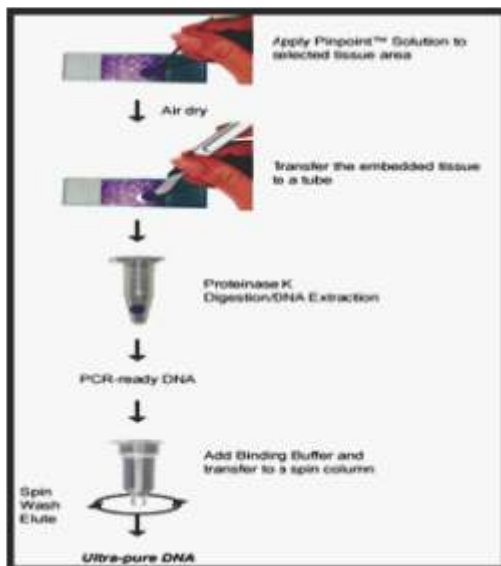 Apply Pinpoint™ Solution to
selected tissue area
Air dry
Transfer the embedded tissue
to a tube
Proteinase K
Digestion/DNA Extraction
PCR-ready DNA
Add Binding Buffer and
transfer to a spin column
Spin
Wash
Elute
Ultra-pure DNA